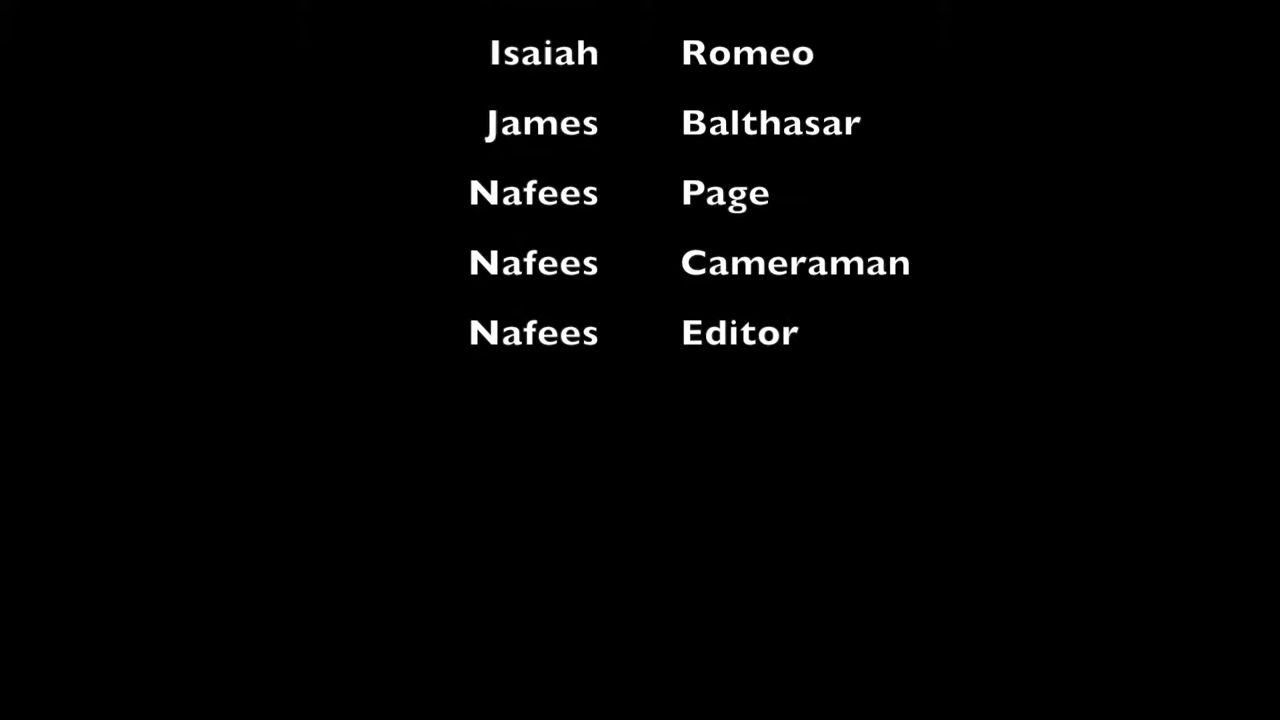 Isaiah Romeo
James Balthasar
Nafees Page
Nafees Cameraman
Nafees Editor